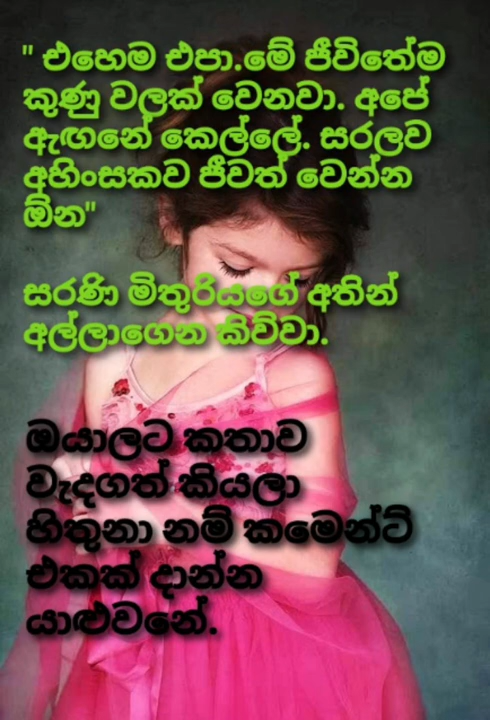 " එහෙම එපා.මේ ජීවිතේම
කුණු වලක් වෙනවා. අපේ
ඇඟනේ කෙල්ලේ. සරලව
අහිංසකව ජීවත් වෙන්න
ඕන"
සරණි මිතුරියගේ අතින්
අල්ලාගෙන කිව්වා.
ඔයාලට කතාව
වැදගත් කියලා
හිතුනා නම් කමෙන්ට්
එකක් දාන්න
යාළුවනේ.